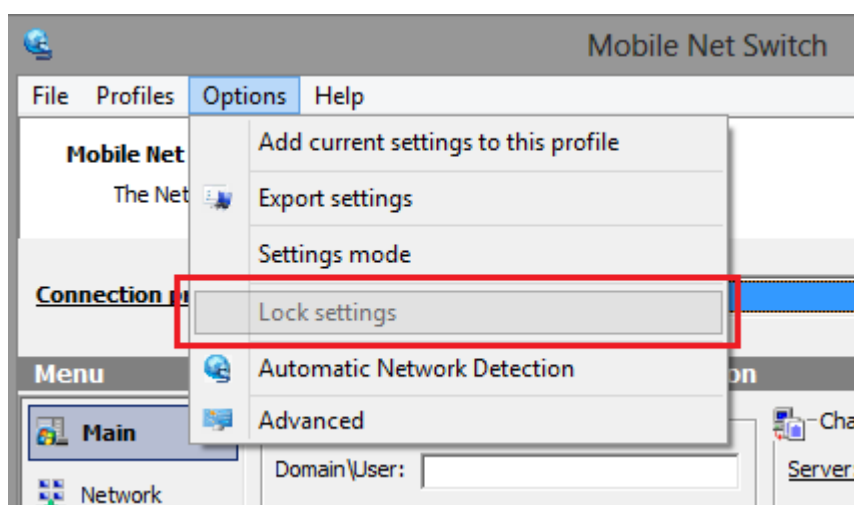 Mobile Net Switch
File Profiles Options Help
Add current settings to this profile
Mobile Net
The Net
Export settings
Settings mode
Connection
Lock settings
Automatic Network Detection
Menu
on
Advanced
Main
Cha
Domain\User:
Server
Network